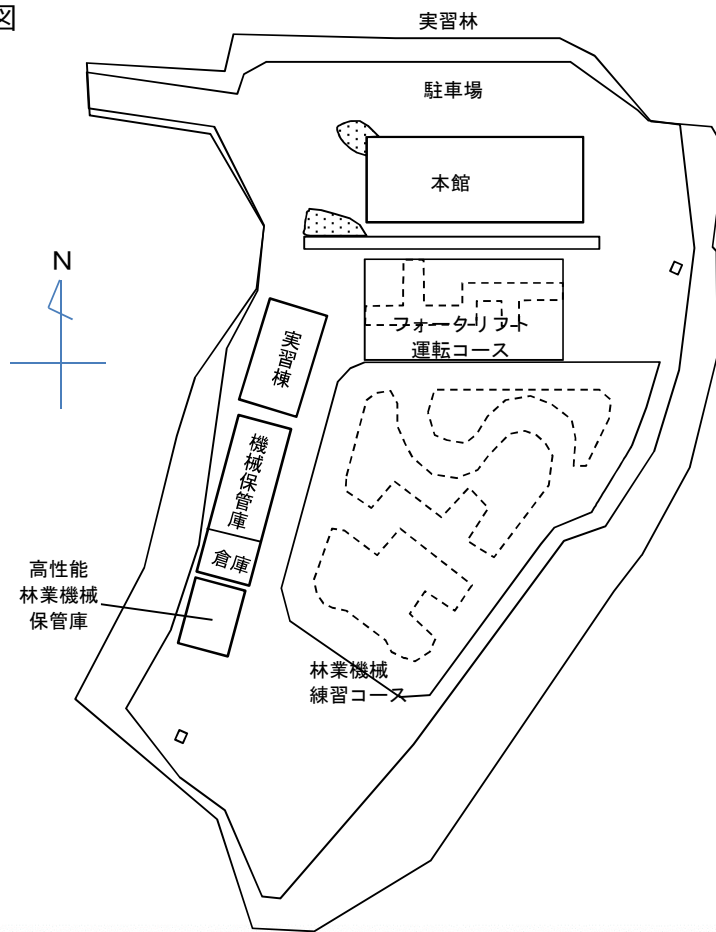 図
実習林
駐車場
本館
N
フォークリフト
運転コース
実習棟
機械保管庫
倉庫
高性能
林業機械
保管庫
林業機械
練習コース